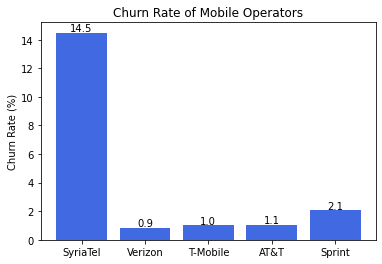 Churn Rate of Mobile Operators
Churn Rate (%)
14
12
10
8
6
4
2
0
14.5
0.9
1.0
1.1
2.1
SyriaTel
Verizon
T-Mobile
AT&T
Sprint